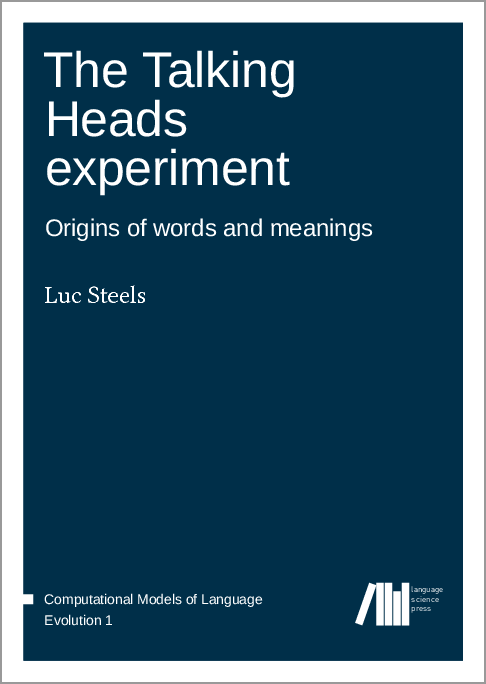 The Talking
Heads
experiment
Origins of words and meanings
Luc Steels
Computational Models of Language
Evolution 1
language
science
press